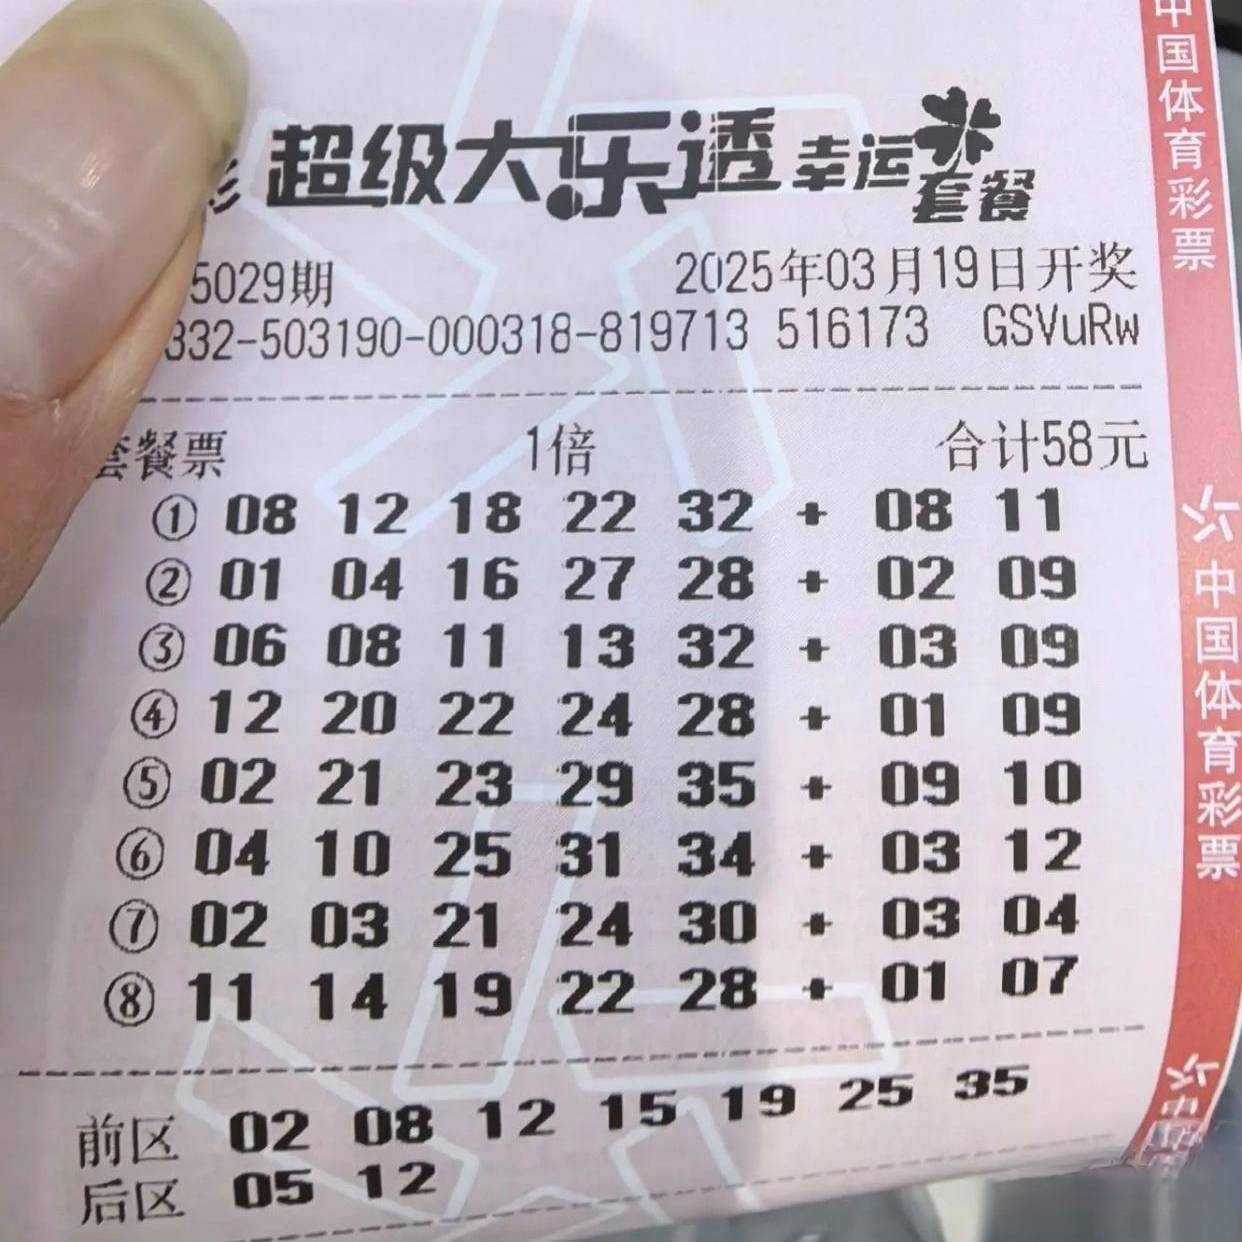 超级大乐透幸运套餐
5029期 2025年03月19日开奖
332-503190-000318-819713 516173 GSVuRw
套餐票 1倍 合计58元
① 08 12 18 22 32 + 08 11
② 01 04 16 27 28 + 02 09
③ 06 08 11 13 32 + 03 09
④ 12 20 22 24 28 + 01 09
⑤ 02 21 23 29 35 + 09 10
⑥ 04 10 25 31 34 + 03 12
⑦ 02 03 21 24 30 + 03 04
⑧ 11 14 19 22 28 + 01 07
前区 02 08 12 15 19 25 35
后区 05 12
中国体育彩票
中国体育彩票